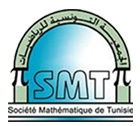 الجمعية التونسية للرياضيات
SMT
Société Mathématique de Tunisie